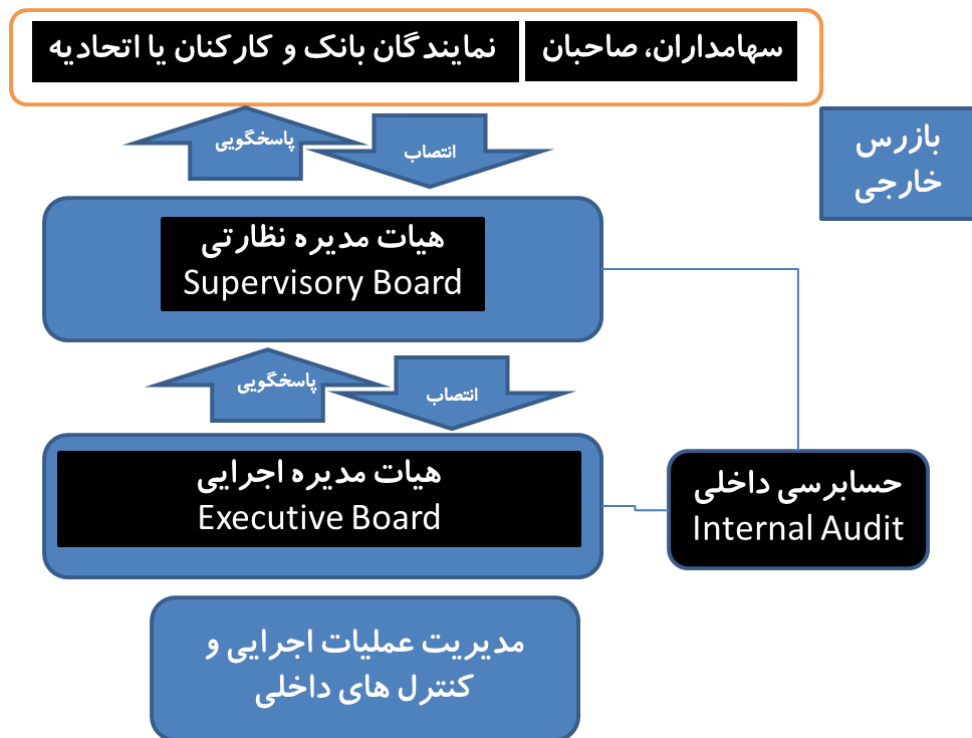 سهامداران، صاحبان
نمایندگان بانک و کارکنان یا اتحادیه
پاسخگویی
انتصاب
بازرس
خارجی
هیات مدیره نظارتی
Supervisory Board
پاسخگویی
انتصاب
هیات مدیره اجرایی
Executive Board
حسابرسی داخلی
Internal Audit
مدیریت عملیات اجرایی و
کنترل های داخلی